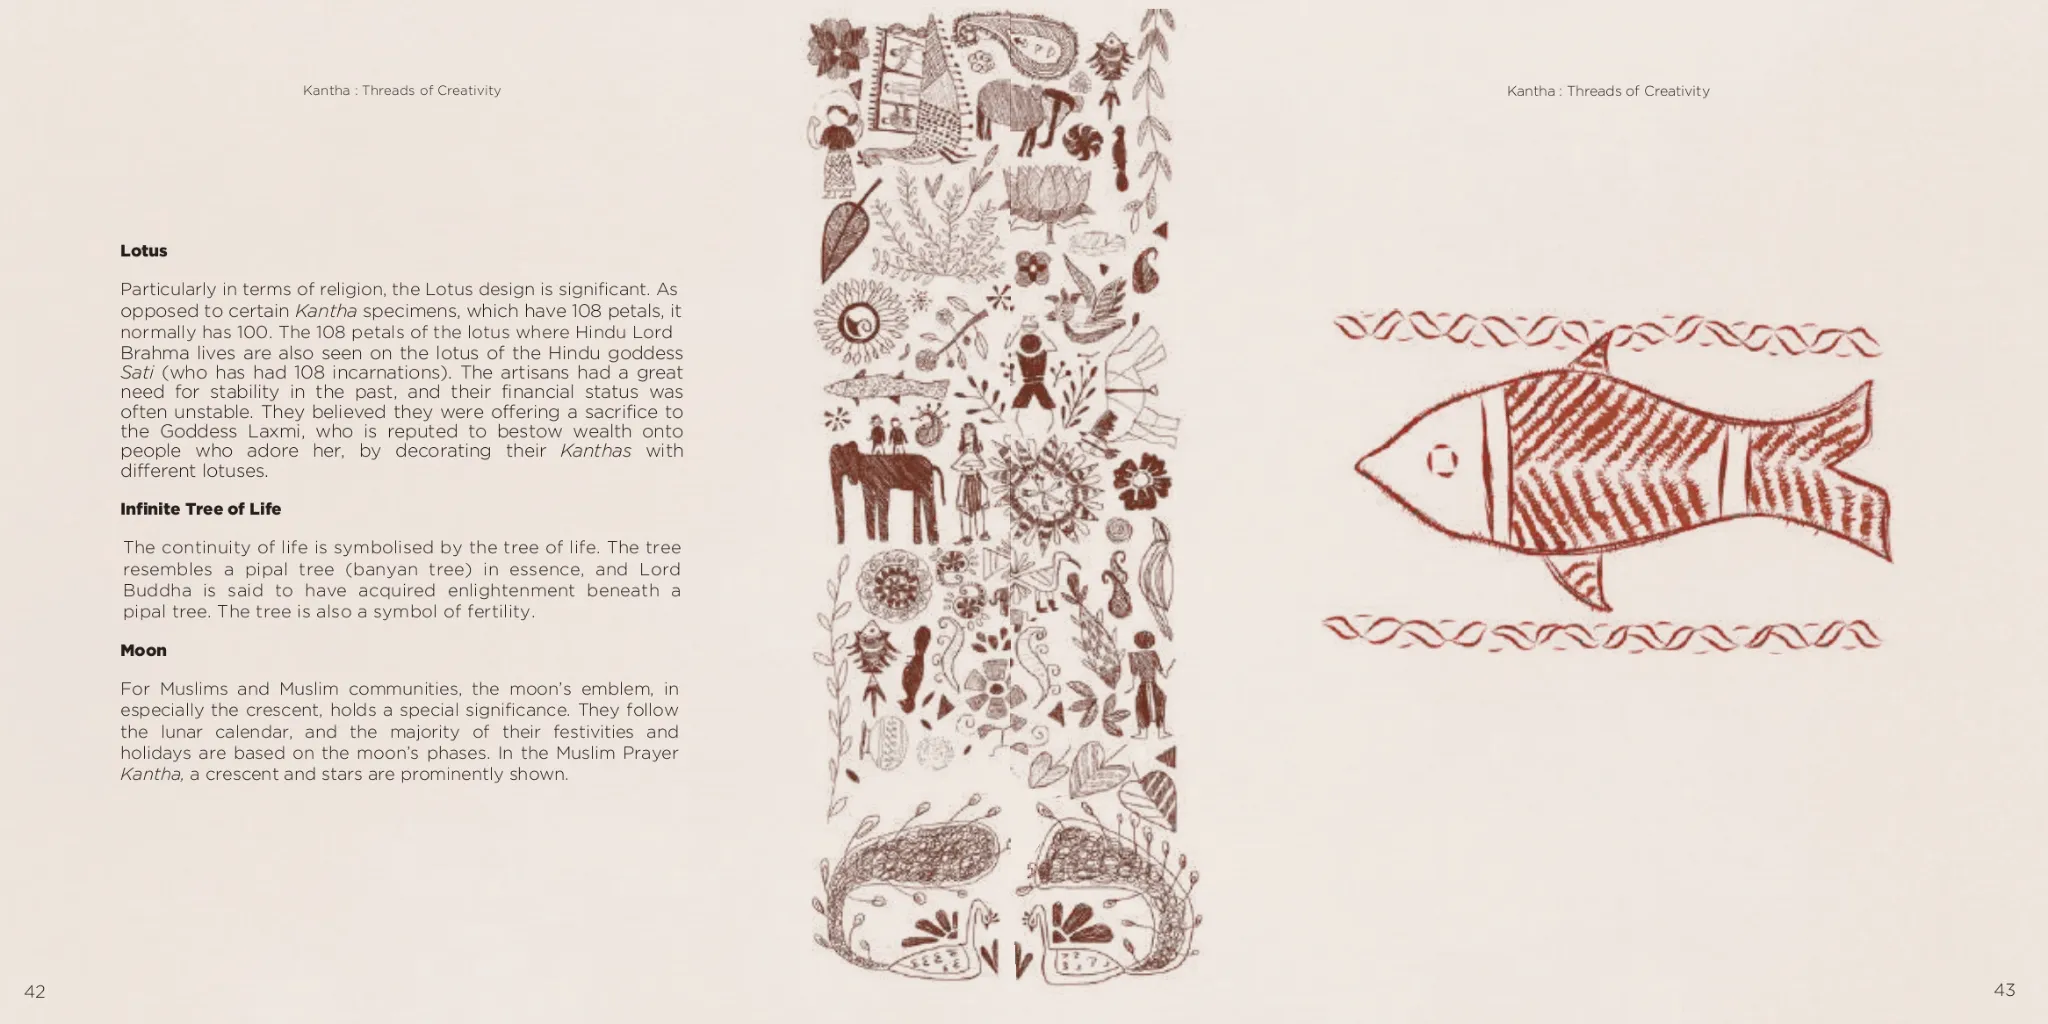 Kantha : Threads of Creativity
Lotus
Particularly in terms of religion, the Lotus design is significant. As
opposed to certain Kantha specimens, which have 108 petals, it
normally has 100. The 108 petals of the lotus where Hindu Lord
Brahma lives are also seen on the lotus of the Hindu goddess
Sati (who has had 108 incarnations). The artisans had a great
need for stability in the past, and their financial status was
often unstable. They believed they were offering a sacrifice to
the Goddess Laxmi, who is reputed to bestow wealth onto
people who adore her, by decorating their Kanthas with
different lotuses.
Infinite Tree of Life
The continuity of life is symbolised by the tree of life. The tree
resembles a pipal tree (banyan tree) in essence, and Lord
Buddha is said to have acquired enlightenment beneath a
pipal tree. The tree is also a symbol of fertility.
Moon
For Muslims and Muslim communities, the moon's emblem, in
especially the crescent, holds a special significance. They follow
the lunar calendar, and the majority of their festivities and
holidays are based on the moon's phases. In the Muslim Prayer
Kantha, a crescent and stars are prominently shown.
42
Kantha : Threads of Creativity
43